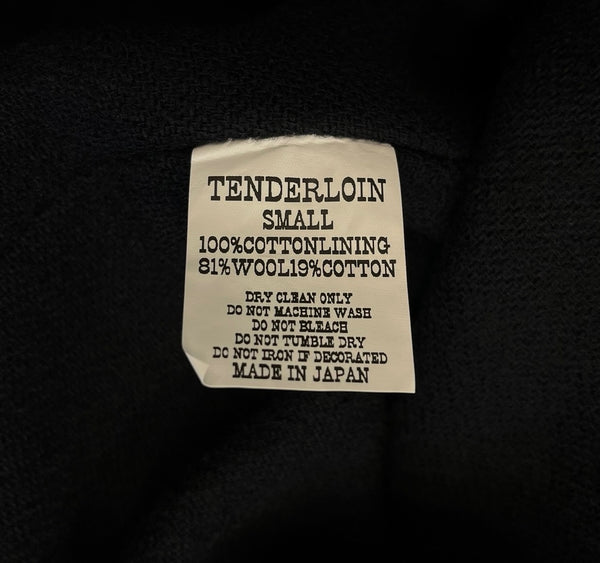 TENDERLOIN
SMALL
100%COTTONLINING
81%WOOL19%COTTON
DRY CLEAN ONLY
DO NOT MACHINE WASH
DO NOT BLEACH
DO NOT TUMBLE DRY
DO NOT IRON IF DECORATED
MADE IN JAPAN